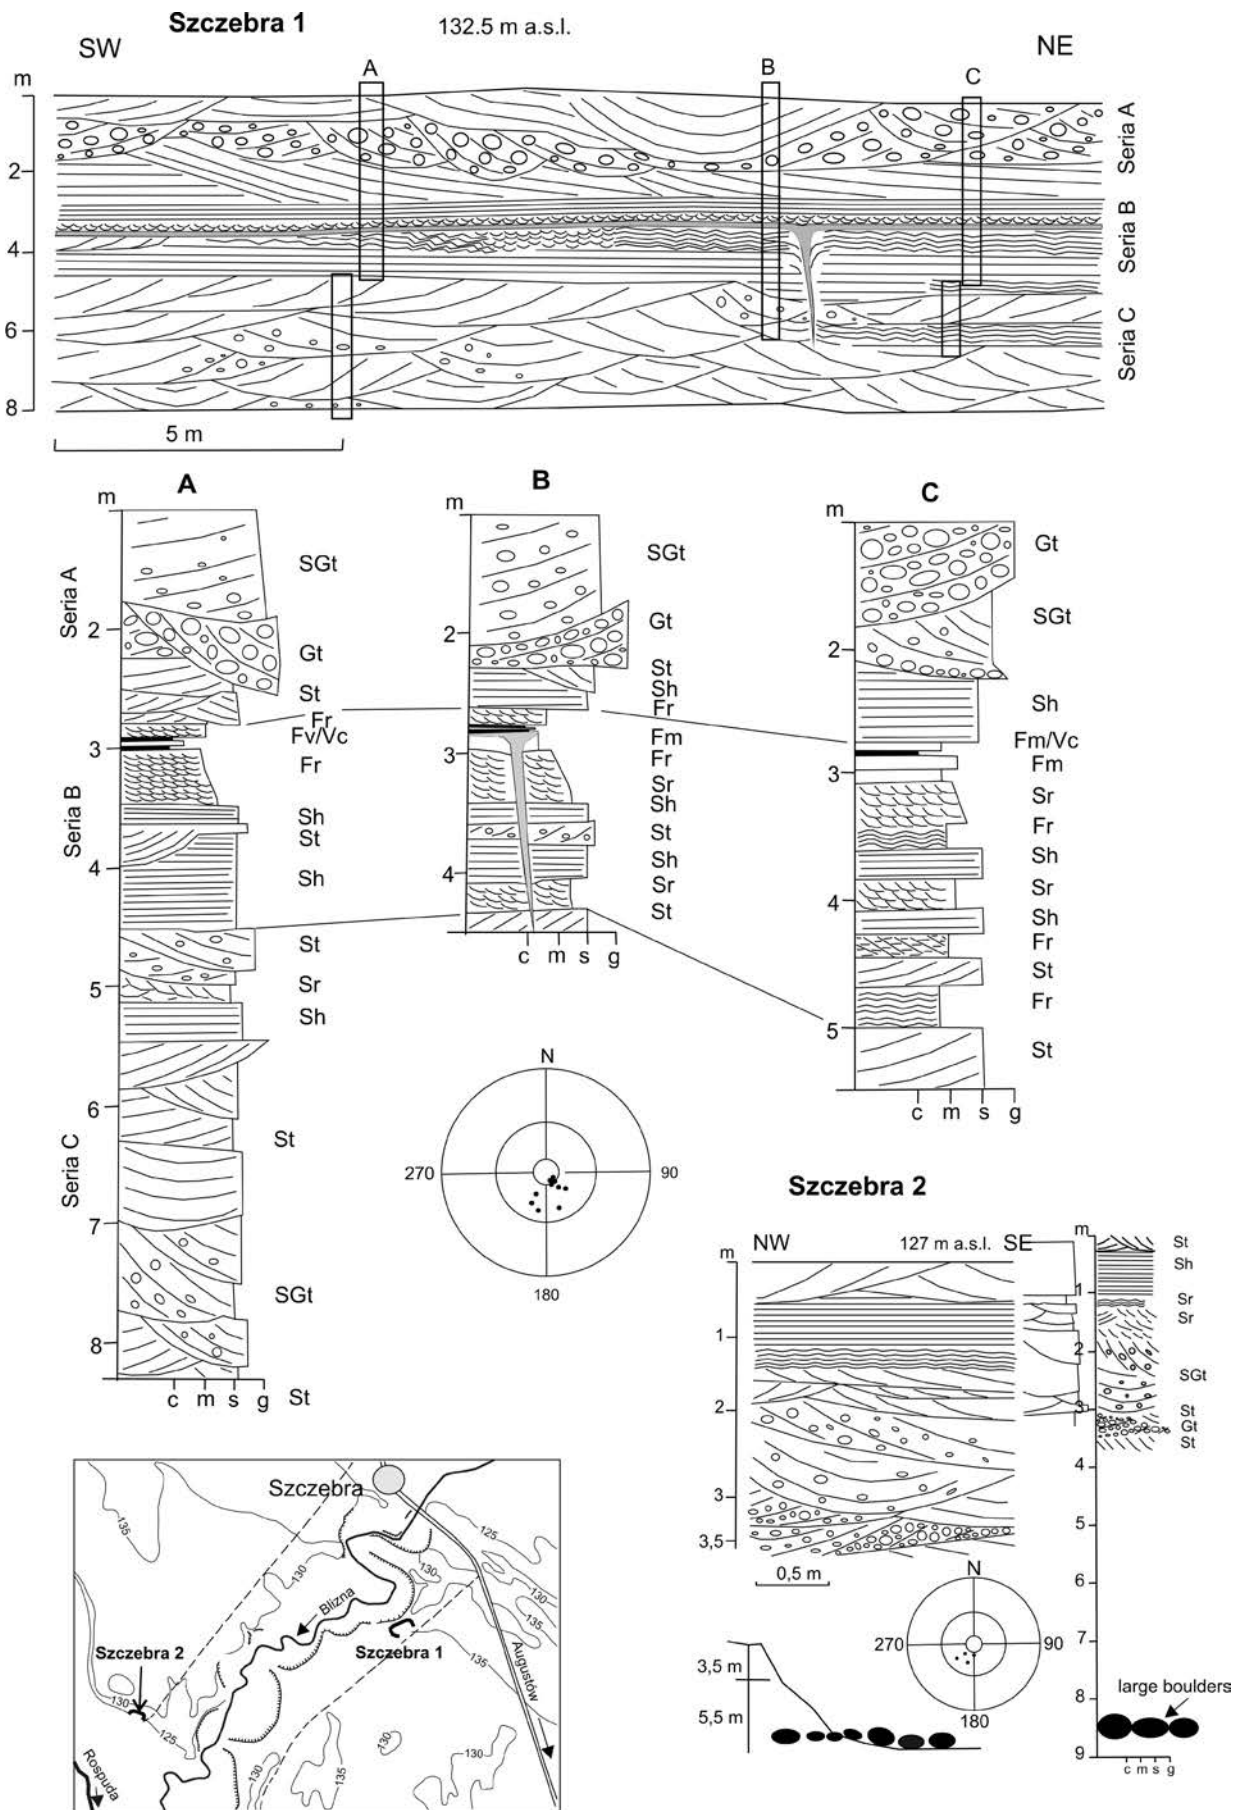 Szczebra 1
132.5 m a.s.l.
SW
NE
m
A
B
C
2
4
6
8
Seria A
Seria B
Seria C
5 m
A
m
2
3
4
5
6
7
8
Seria A
Seria B
Seria C
SGt
Gt
St
Fr
Fv/Vc
Fr
Sh
St
Sh
St
Sr
Sh
St
SGt
St
c m s g
B
m
2
3
4
SGt
Gt
St
Sh
Fr
Fm
Fr
Sr
Sh
St
Sh
Sr
St
c m s g
C
m
2
3
4
5
Gt
SGt
Sh
Fm/Vc
Fm
Sr
Fr
Sh
Sr
Sh
Fr
St
Fr
St
c m s g
N
270
90
180
Szczebra 2
NW
127 m a.s.l.
SE
m
1
2
3
3,5
0,5 m
m
1
2
3
4
5
6
7
8
9
St
Sh
Sr
Sr
SGt
St
Gt
St
large boulders
c m s g
N
270
90
180
3,5 m
5,5 m
Szczebra
135
125
130
130
130
135
Blizna
Szczebra 2
Szczebra 1
135
Augustów
130
125
130
130
135
130
Rospuda